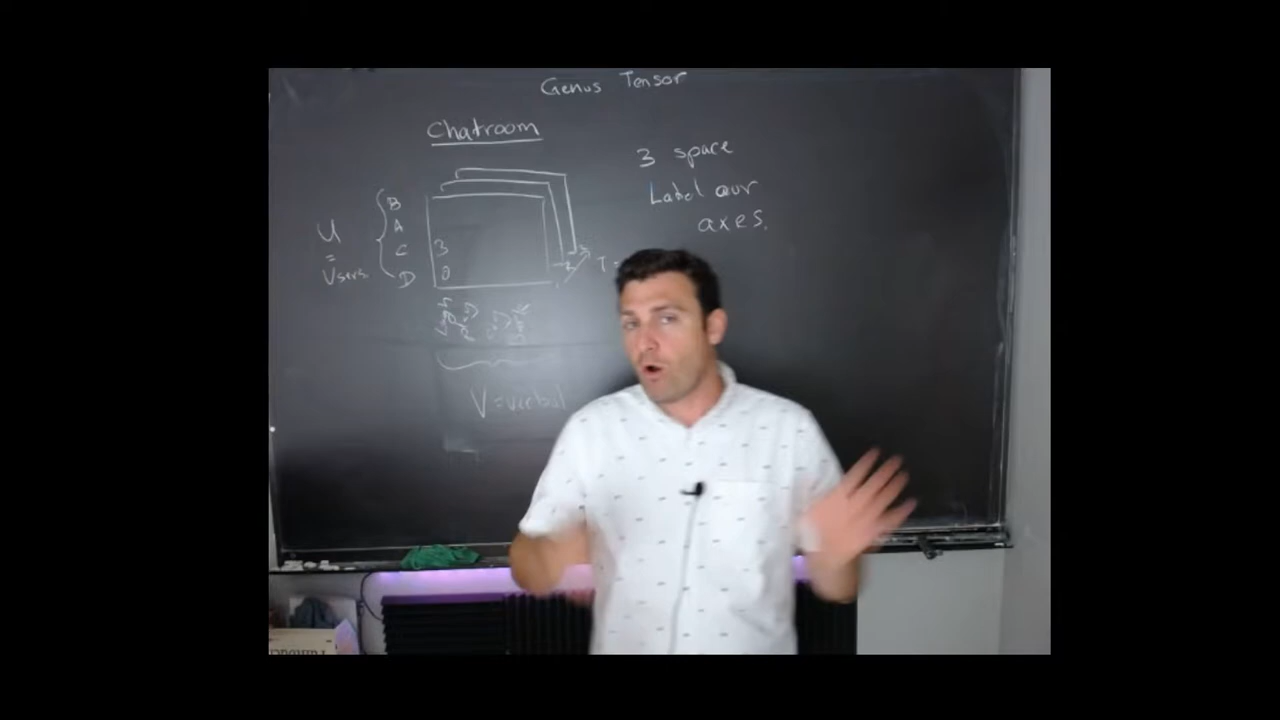 Genus Tensor
Chatroom
3 space
Label our
axes.
B
A
U
C
3
=
Users.
D
0
T =
V = verbal